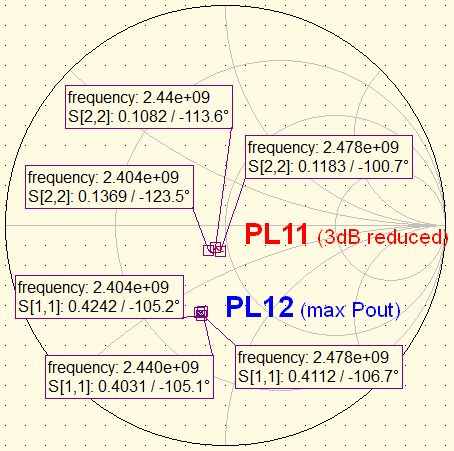 frequency: 2.44e+09
S[2,2]: 0.1082 / -113.6°
frequency: 2.478e+09
S[2,2]: 0.1183 / -100.7°
frequency: 2.404e+09
S[2,2]: 0.1369 / -123.5°
PL11 (3dB reduced)
frequency: 2.404e+09
S[1,1]: 0.4242 / -105.2°
PL12 (max Pout)
frequency: 2.440e+09
S[1,1]: 0.4031 / -105.1°
frequency: 2.478e+09
S[1,1]: 0.4112 / -106.7°